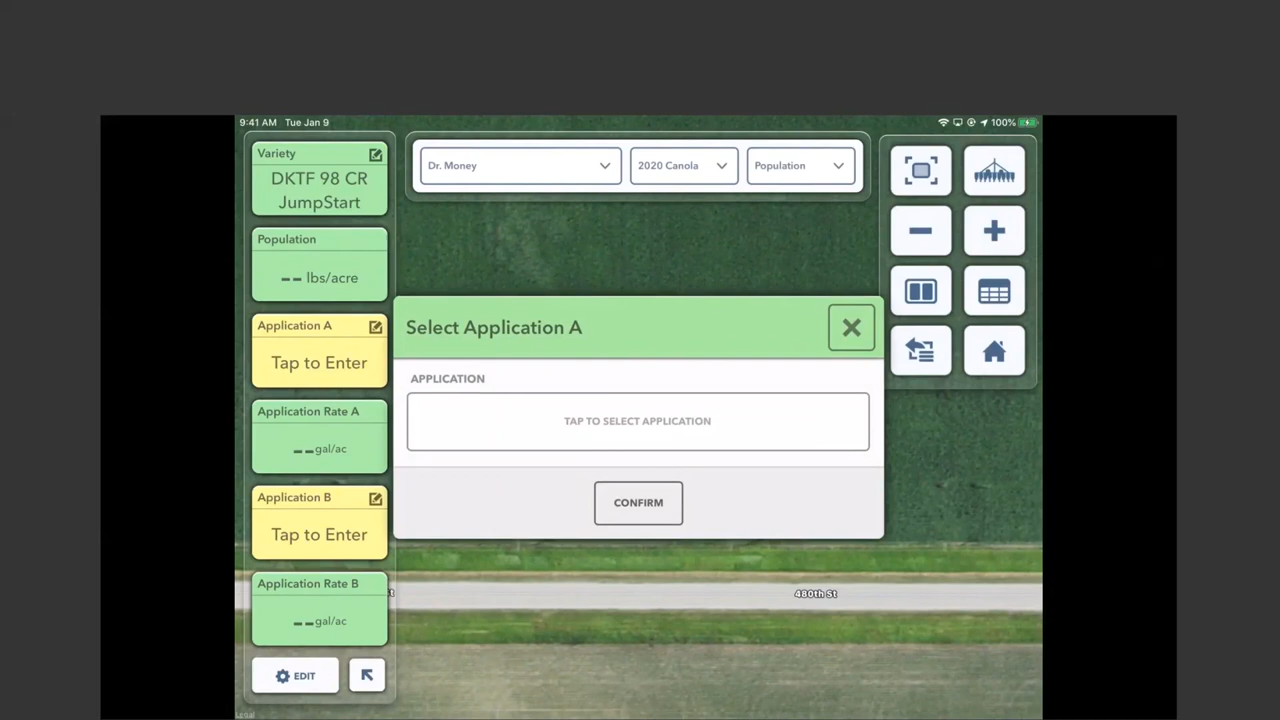 9:41 AM Tue Jan 9
100%
Variety
DKTF 98 CR
JumpStart
Population
-- lbs/acre
Application A
Tap to Enter
Application Rate A
-- gal/ac
Application B
Tap to Enter
Application Rate B
-- gal/ac
EDIT
Dr. Money
2020 Canola
Population
Select Application A
APPLICATION
TAP TO SELECT APPLICATION
CONFIRM
480th St
Legal